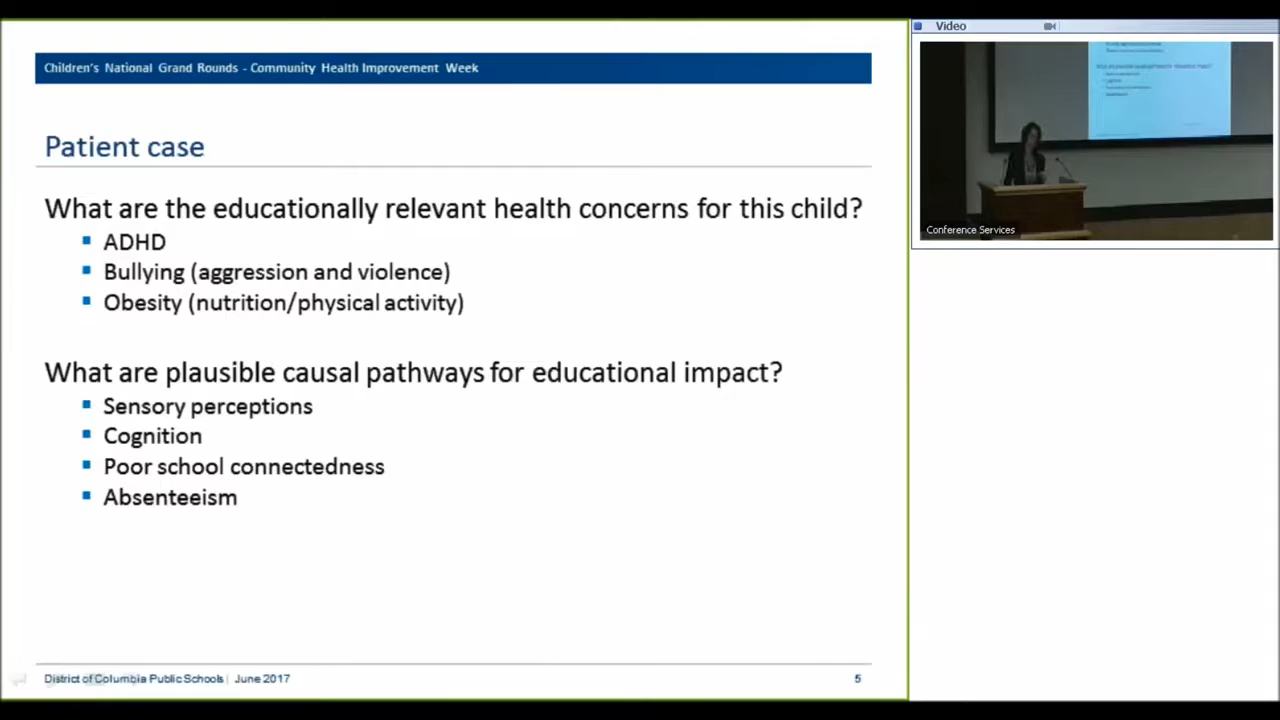 Children's National Grand Rounds - Community Health Improvement Week
Patient case
What are the educationally relevant health concerns for this child?
ADHD
Bullying (aggression and violence)
Obesity (nutrition/physical activity)
What are plausible causal pathways for educational impact?
Sensory perceptions
Cognition
Poor school connectedness
Absenteeism
District of Columbia Public Schools | June 2017
5
Video
Conference Services